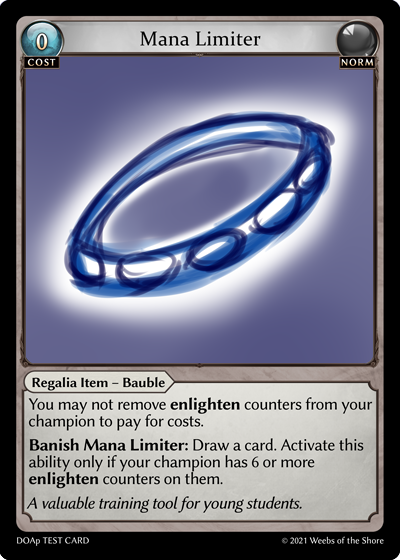 0
Mana Limiter
COST
NORM
Regalia Item – Bauble
You may not remove enlighten counters from your
champion to pay for costs.
Banish Mana Limiter: Draw a card. Activate this
ability only if your champion has 6 or more
enlighten counters on them.
A valuable training tool for young students.
DOAp TEST CARD
© 2021 Weebs of the Shore